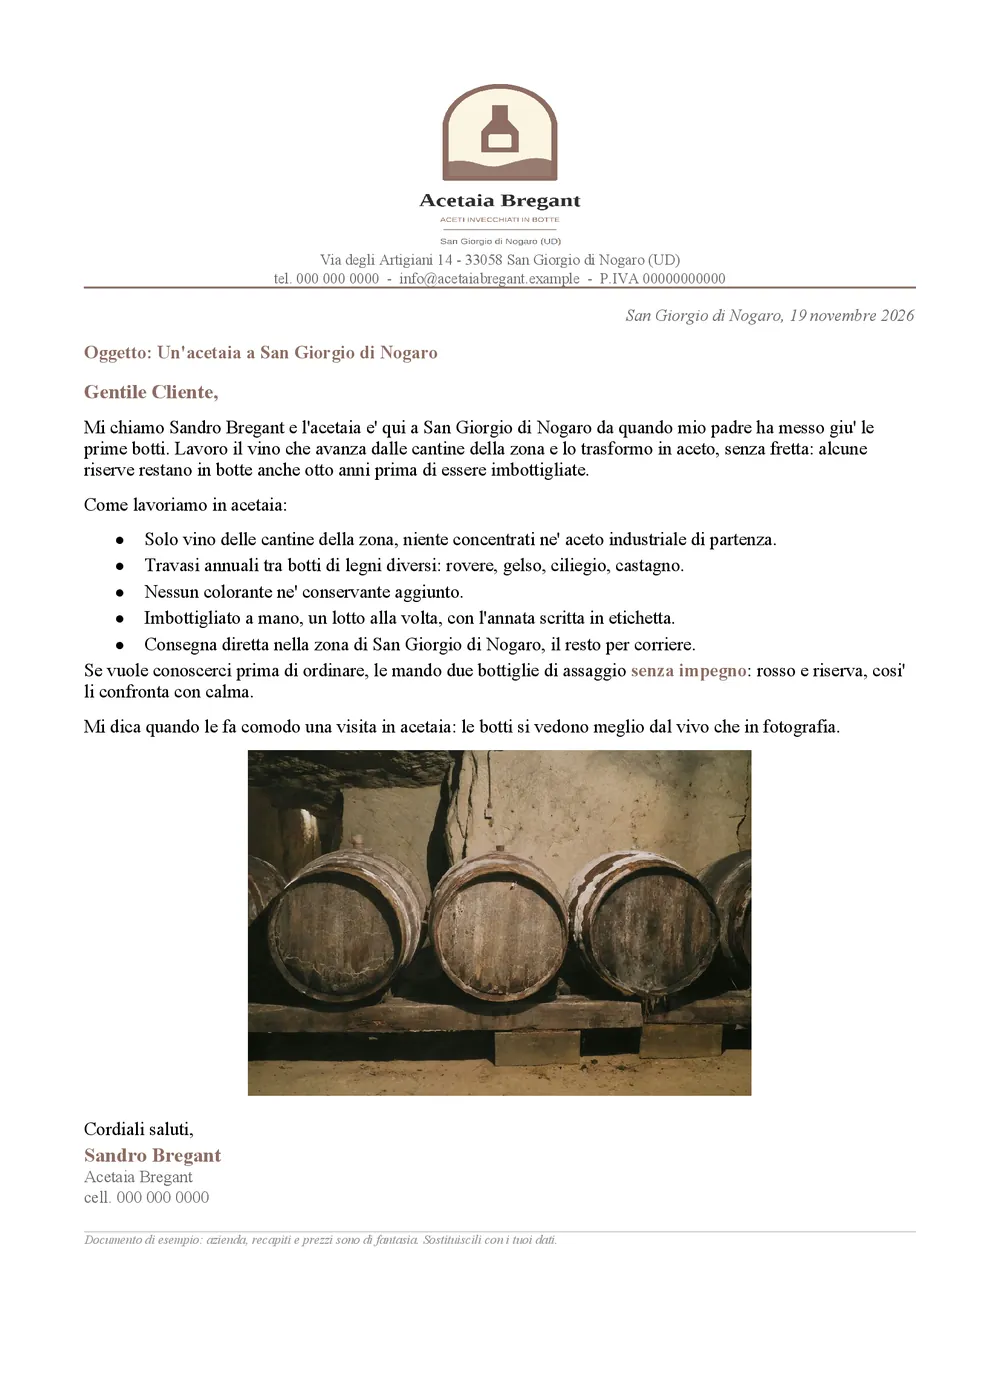 Acetaia Bregant
ACETI INVECCHIATI IN BOTTE
San Giorgio di Nogaro (UD)
Via degli Artigiani 14 - 33058 San Giorgio di Nogaro (UD)
tel. 000 000 0000 - info@acetaiabregant.example - P.IVA 00000000000
San Giorgio di Nogaro, 19 novembre 2026
Oggetto: Un'acetaia a San Giorgio di Nogaro
Gentile Cliente,
Mi chiamo Sandro Bregant e l'acetaia e' qui a San Giorgio di Nogaro da quando mio padre ha messo giu' le
prime botti. Lavoro il vino che avanza dalle cantine della zona e lo trasformo in aceto, senza fretta: alcune
riserve restano in botte anche otto anni prima di essere imbottigliate.
Come lavoriamo in acetaia:
● Solo vino delle cantine della zona, niente concentrati ne' aceto industriale di partenza.
● Travasi annuali tra botti di legni diversi: rovere, gelso, ciliegio, castagno.
● Nessun colorante ne' conservante aggiunto.
● Imbottigliato a mano, un lotto alla volta, con l'annata scritta in etichetta.
● Consegna diretta nella zona di San Giorgio di Nogaro, il resto per corriere.
Se vuole conoscerci prima di ordinare, le mando due bottiglie di assaggio senza impegno: rosso e riserva, cosi'
li confronta con calma.
Mi dica quando le fa comodo una visita in acetaia: le botti si vedono meglio dal vivo che in fotografia.
Cordiali saluti,
Sandro Bregant
Acetaia Bregant
cell. 000 000 0000
Documento di esempio: azienda, recapiti e prezzi sono di fantasia. Sostituiscili con i tuoi dati.